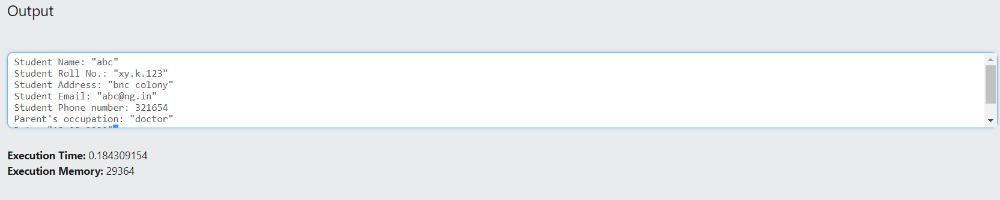 Output
Student Name: "abc"
Student Roll No.: "xy.k.123"
Student Address: "bnc colony"
Student Email: "abc@ng.in"
Student Phone number: 321654
Parent's occupation: "doctor"
Execution Time: 0.184309154
Execution Memory: 29364